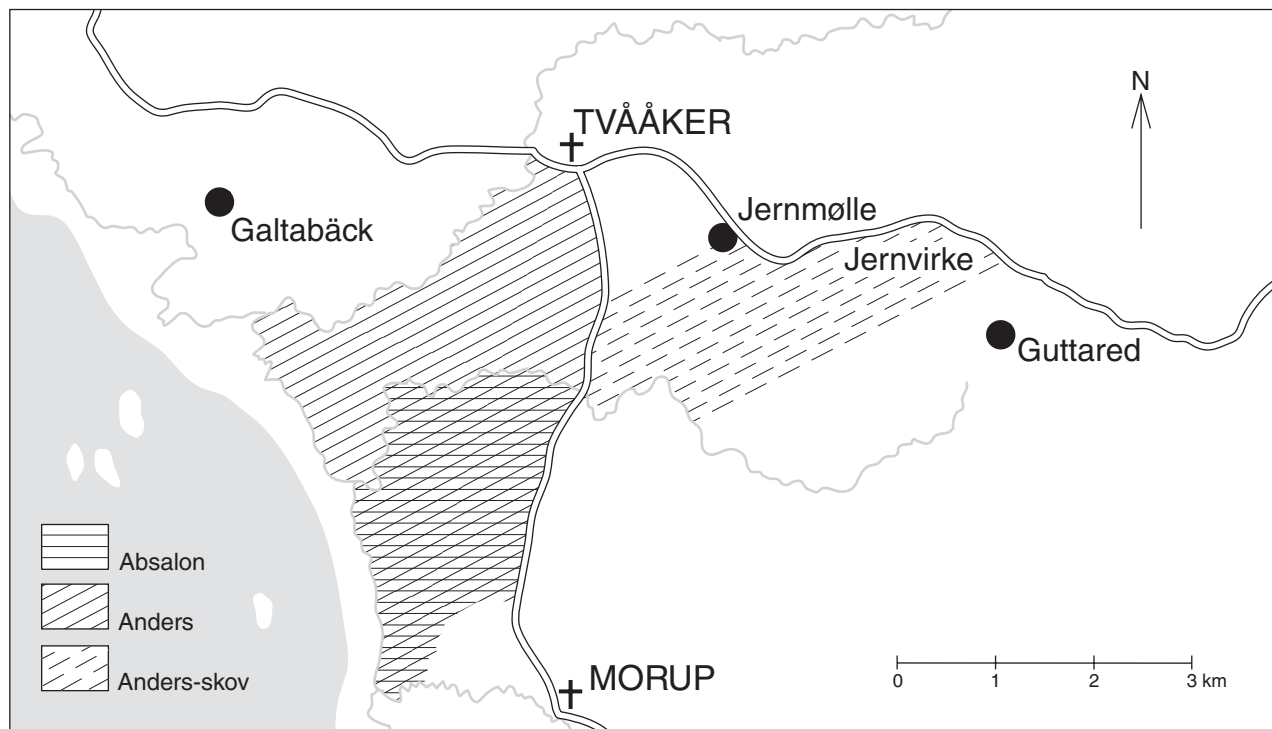 N
TVÅÅKER
Jernmølle
Galtabäck
Jernvirke
Guttared
Absalon
Anders
Anders-skov
MORUP
0 1 2 3 km